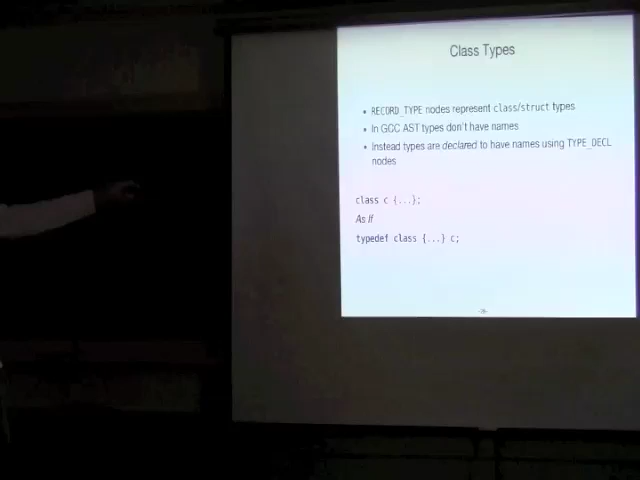 Class Types
• RECORD_TYPE nodes represent class/struct types
• In GCC AST types don't have names
• Instead types are declared to have names using TYPE_DECL
nodes
class c {...};
As If
typedef class {...} c;